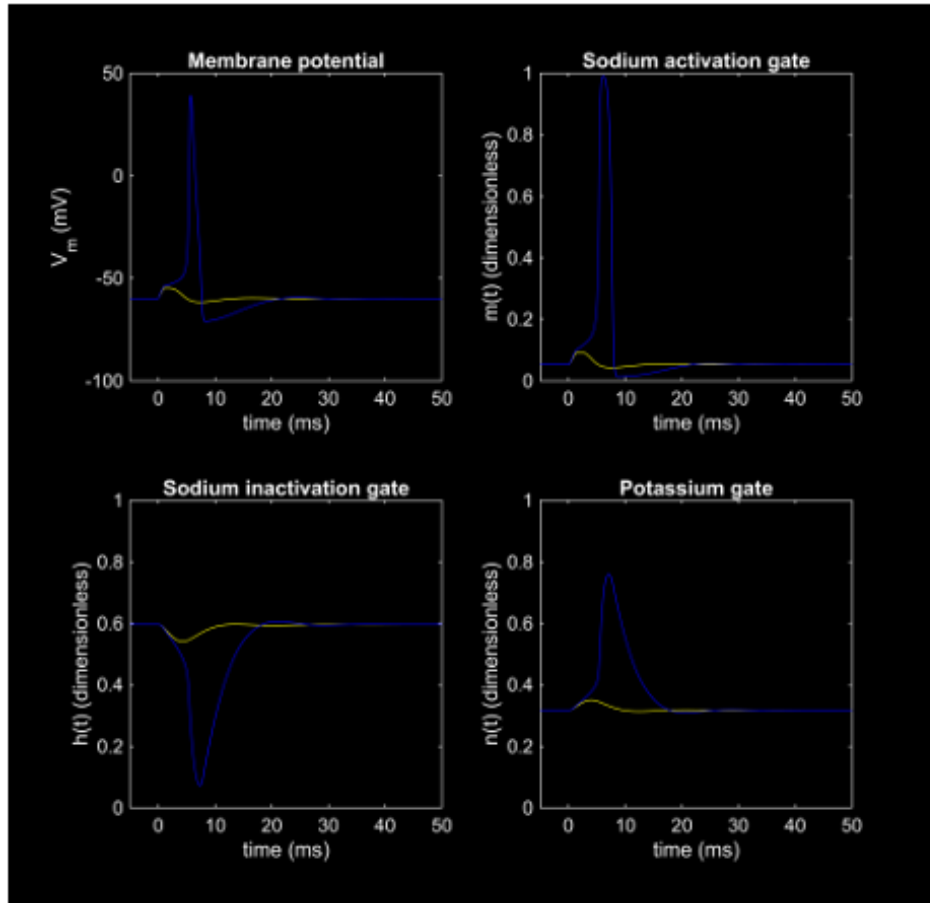 Membrane potential
50
0
-50
-100
V_m (mV)
0 10 20 30 40 50
time (ms)
Sodium activation gate
1
0.8
0.6
0.4
0.2
0
m(t) (dimensionless)
0 10 20 30 40 50
time (ms)
Sodium inactivation gate
1
0.8
0.6
0.4
0.2
0
h(t) (dimensionless)
0 10 20 30 40 50
time (ms)
Potassium gate
1
0.8
0.6
0.4
0.2
0
n(t) (dimensionless)
0 10 20 30 40 50
time (ms)